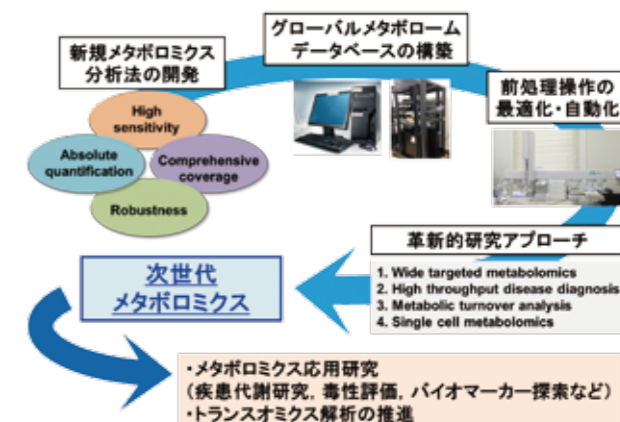 グローバルメタボローム
データベースの構築
新規メタボロミクス
分析法の開発
前処理操作の
最適化・自動化
High
sensitivity
Absolute
quantification
Comprehensive
coverage
Robustness
革新的研究アプローチ
1. Wide targeted metabolomics
2. High throughput disease diagnosis
3. Metabolic turnover analysis
4. Single cell metabolomics
次世代
メタボロミクス
・メタボロミクス応用研究
（疾患代謝研究，毒性評価，バイオマーカー探索など）
・トランスオミクス解析の推進